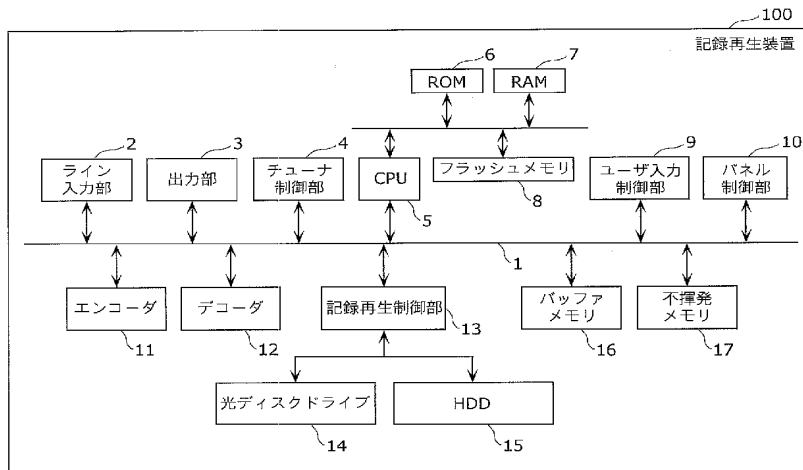 100
記録再生装置
6
7
ROM
RAM
2
3
4
9
10
ライン
入力部
出力部
チューナ
制御部
CPU
フラッシュメモリ
ユーザ入力
制御部
パネル
制御部
5
8
1
エンコーダ
デコーダ
記録再生制御部
バッファ
メモリ
不揮発
メモリ
11
12
13
16
17
光ディスクドライブ
HDD
14
15